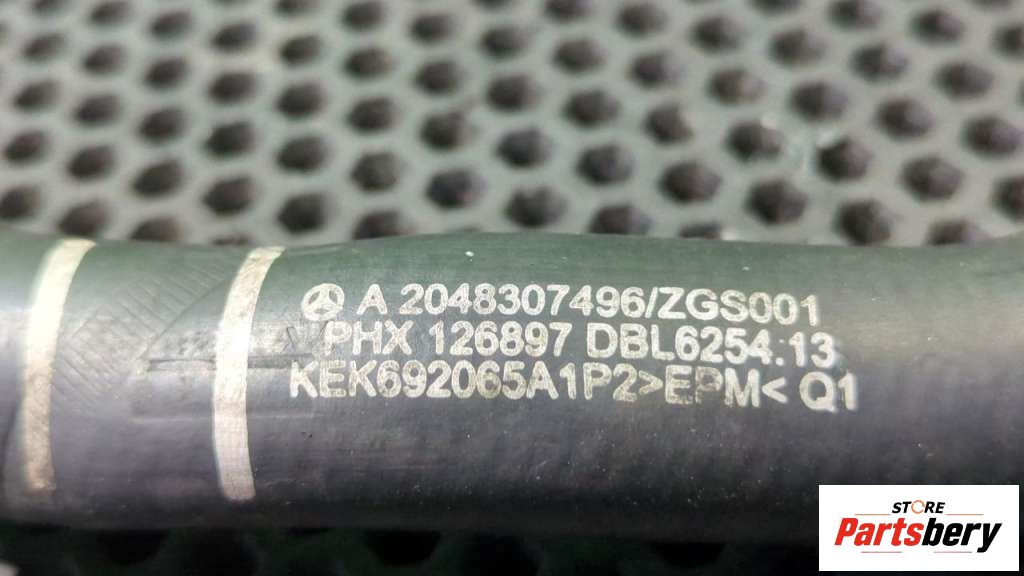 A 2048307496/ZGS001
PHX 126897 DBL6254.13
KEK692065A1P2>EPM< Q1
STORE
Partsbery